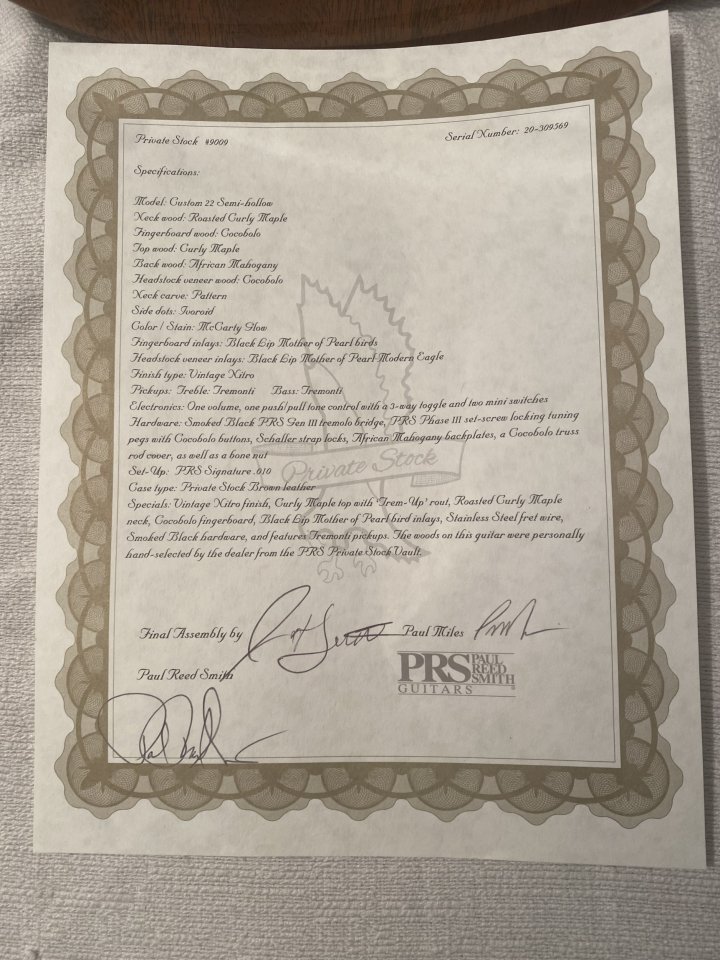 Private Stock #9009
Serial Number: 20-309569
Specifications:
Model: Custom 22 Semi-hollow
Neck wood: Roasted Curly Maple
Fingerboard wood: Cocobolo
Top wood: Curly Maple
Back wood: African Mahogany
Headstock veneer wood: Cocobolo
Neck carve: Pattern
Side dots: Ivoroid
Color / Stain: McCarty Glow
Fingerboard inlays: Black Lip Mother of Pearl birds
Headstock veneer inlays: Black Lip Mother of Pearl Modern Eagle
Finish type: Vintage Nitro
Pickups: Treble: Tremonti Bass: Tremonti
Electronics: One volume, one push/pull tone control with a 3-way toggle and two mini switches
Hardware: Smoked Black PRS Gen III tremolo bridge, PRS Phase III set-screw locking tuning
pegs with Cocobolo buttons, Schaller strap locks, African Mahogany backplates, a Cocobolo truss
rod cover, as well as a bone nut
Private Stock
Set-Up: PRS Signature .010
Case type: Private Stock Brown leather
Specials: Vintage Nitro finish, Curly Maple top with 'Trem-Up' rout, Roasted Curly Maple
neck, Cocobolo fingerboard, Black Lip Mother of Pearl bird inlays, Stainless Steel fret wire,
Smoked Black hardware, and features Tremonti pickups. The woods on this guitar were personally
hand-selected by the dealer from the PRS Private Stock Vault.
Final Assembly by
Paul Miles
Paul Reed Smith
PRS PAUL REED SMITH
GUITARS